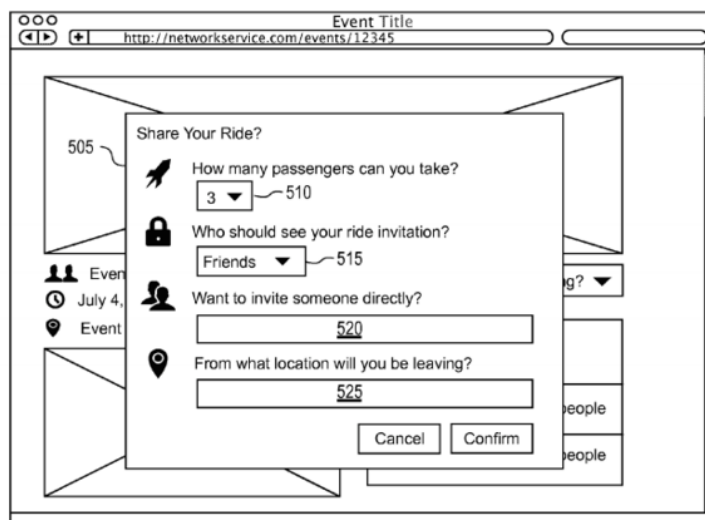 Event Title
http://networkservice.com/events/12345
Share Your Ride?
505
How many passengers can you take?
3
510
Who should see your ride invitation?
Friends
515
Even
g?
July 4,
Want to invite someone directly?
520
Event
From what location will you be leaving?
525
people
Cancel
Confirm
people